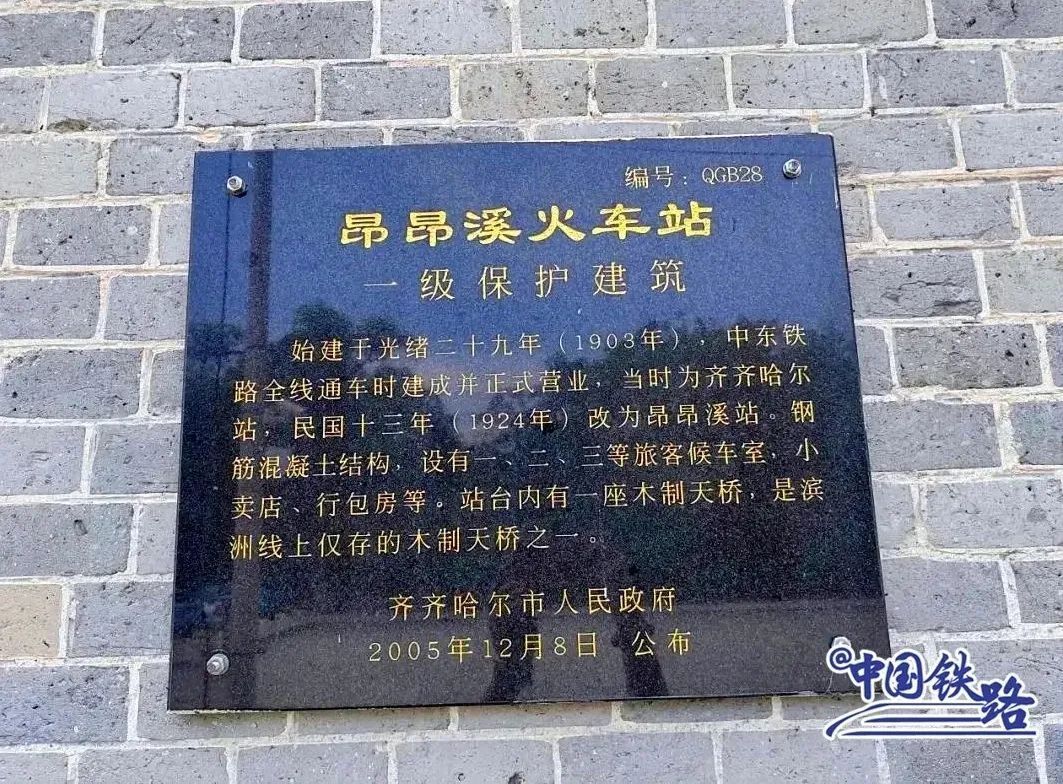 编号：QGB28
昂昂溪火车站
一级保护建筑
始建于光绪二十九年（1903年），中东铁
路全线通车时建成并正式营业，当时为齐齐哈尔
站，民国十三年（1924年）改为昂昂溪站。钢
筋混凝土结构，设有一、二、三等旅客候车室，小
卖店、行包房等。站台内有一座木制天桥，是滨
洲线上仅存的木制天桥之一。
齐齐哈尔市人民政府
2005年12月8日 公布
@中国铁路